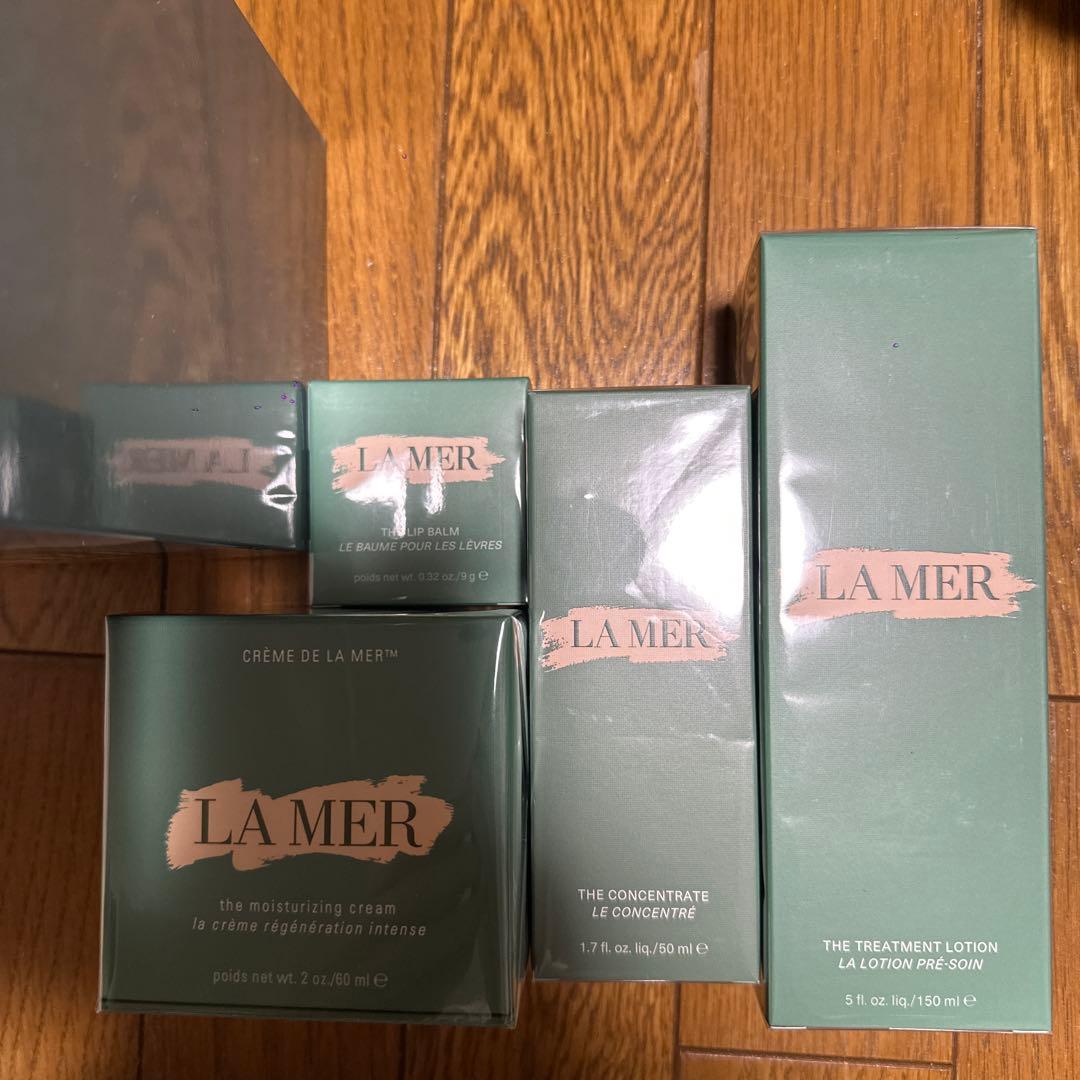 LA MER
LA MER
THE LIP BALM
LE BAUME POUR LES LÈVRES
poids net wt. 0.32 oz./9 g ℮
CRÈME DE LA MER™
LA MER
the moisturizing cream
la crème régénération intense
poids net wt. 2 oz./60 ml ℮
LA MER
THE CONCENTRATE
LE CONCENTRÉ
1.7 fl. oz. liq./50 ml ℮
LA MER
THE TREATMENT LOTION
LA LOTION PRÉ-SOIN
5 fl. oz. liq./150 ml ℮